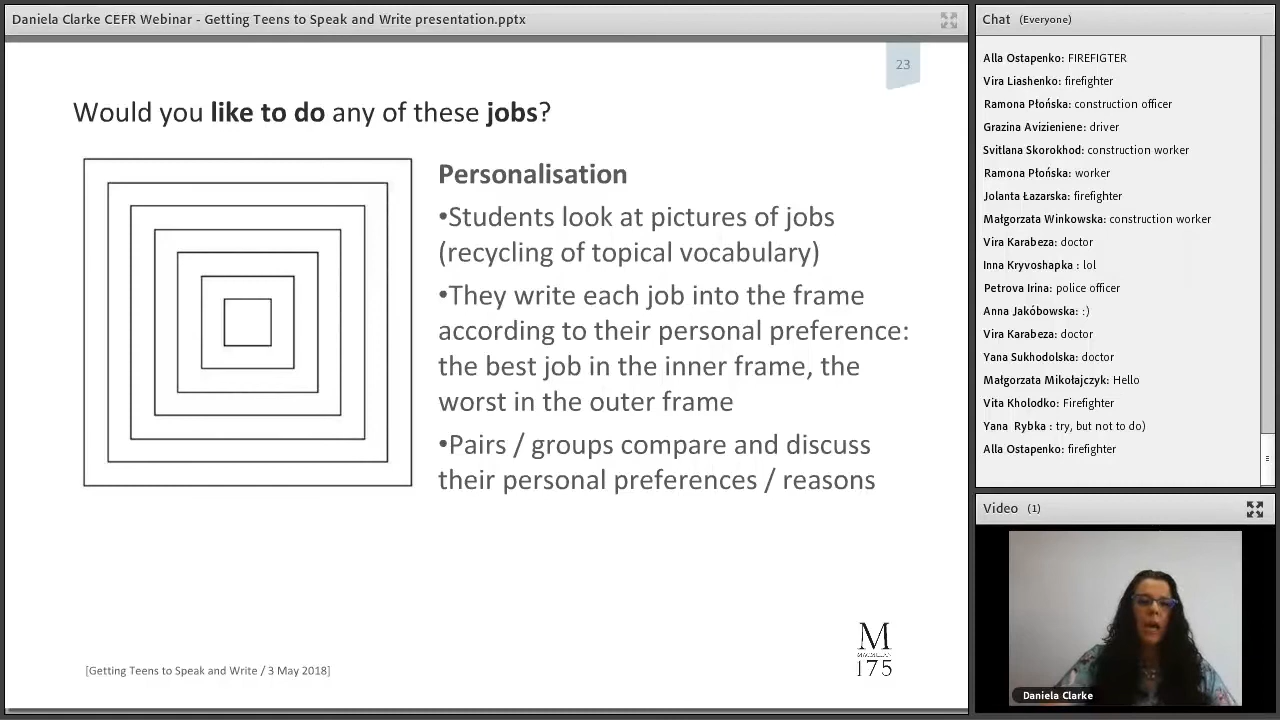 Daniela Clarke CEFR Webinar - Getting Teens to Speak and Write presentation.pptx
23
Would you like to do any of these jobs?
Personalisation
•Students look at pictures of jobs
(recycling of topical vocabulary)
•They write each job into the frame
according to their personal preference:
the best job in the inner frame, the
worst in the outer frame
•Pairs / groups compare and discuss
their personal preferences / reasons
[Getting Teens to Speak and Write / 3 May 2018]
M
MACMILLAN
175
Chat (Everyone)
Alla Ostapenko: FIREFIGTER
Vira Liashenko: firefighter
Ramona Płońska: construction officer
Grazina Avizieniene: driver
Svitlana Skorokhod: construction worker
Ramona Płońska: worker
Jolanta Łazarska: firefighter
Małgorzata Winkowska: construction worker
Vira Karabeza: doctor
Inna Kryvoshapka : lol
Petrova Irina: police officer
Anna Jakóbowska: :)
Vira Karabeza: doctor
Yana Sukhodolska: doctor
Małgorzata Mikołajczyk: Hello
Vita Kholodko: Firefighter
Yana Rybka : try, but not to do)
Alla Ostapenko: firefighter
Video (1)
Daniela Clarke